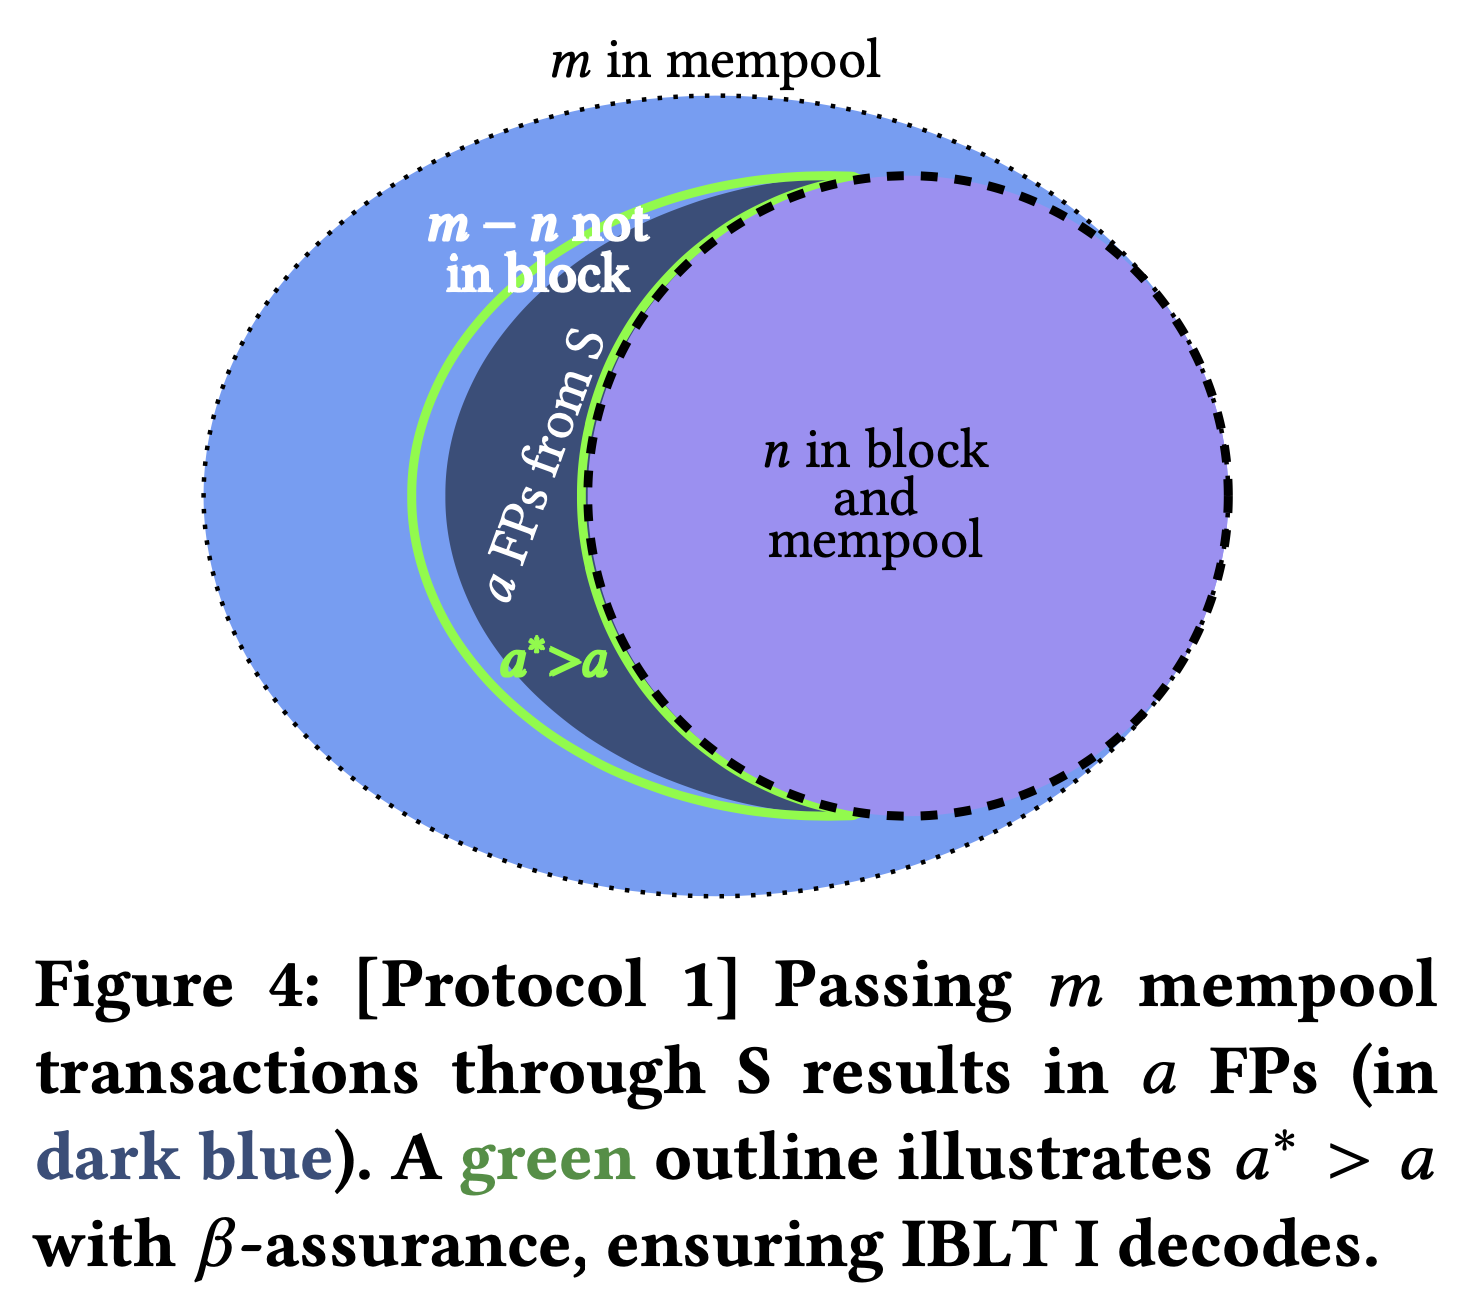 m in mempool
m – n not
in block
a FPs from S
a*>a
n in block
and
mempool
Figure 4: [Protocol 1] Passing m mempool
transactions through S results in a FPs (in
dark blue). A green outline illustrates a* > a
with β-assurance, ensuring IBLT I decodes.